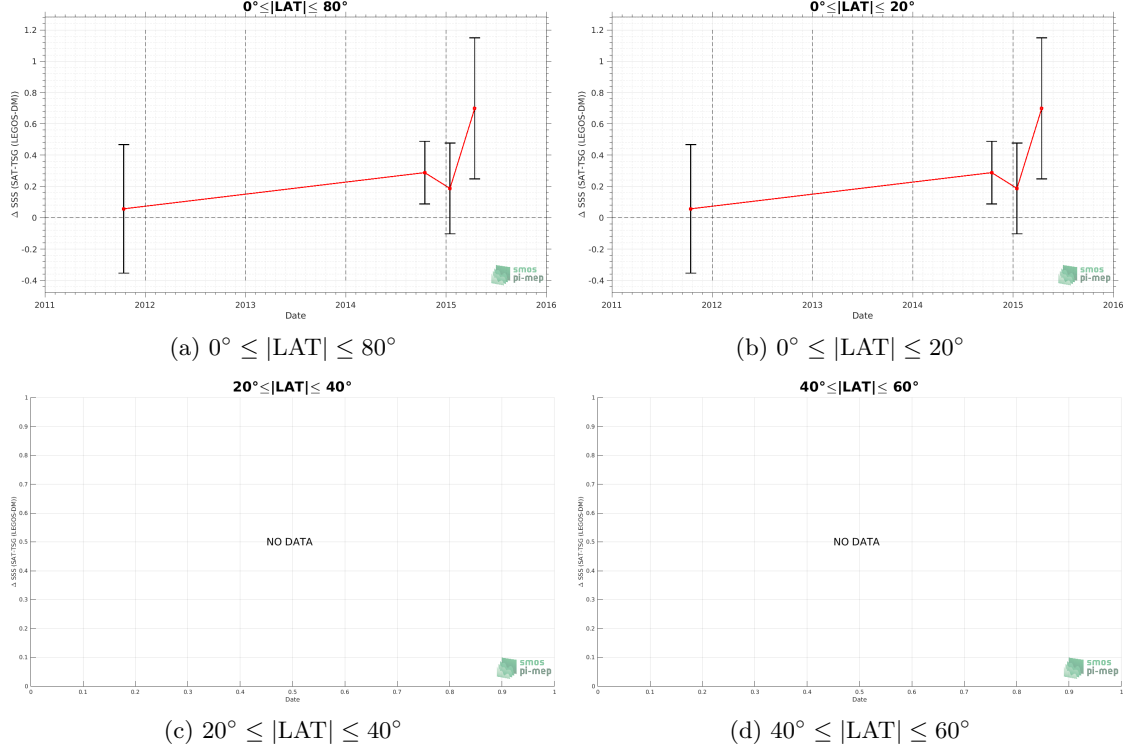 0°≤|LAT|≤ 80°
Δ SSS (SAT-TSG (LEGOS-DM))
1.2
1
0.8
0.6
0.4
0.2
0
-0.2
-0.4
2011 2012 2013 2014 2015 2016
Date
smos
pi-mep
(a) 0° ≤ |LAT| ≤ 80°
0°≤|LAT|≤ 20°
Δ SSS (SAT-TSG (LEGOS-DM))
1.2
1
0.8
0.6
0.4
0.2
0
-0.2
-0.4
2011 2012 2013 2014 2015 2016
Date
smos
pi-mep
(b) 0° ≤ |LAT| ≤ 20°
20°≤|LAT|≤ 40°
Δ SSS (SAT-TSG (LEGOS-DM))
1
0.9
0.8
0.7
0.6
0.5
0.4
0.3
0.2
0.1
0
NO DATA
0 0.1 0.2 0.3 0.4 0.5 0.6 0.7 0.8 0.9 1
Date
smos
pi-mep
(c) 20° ≤ |LAT| ≤ 40°
40°≤|LAT|≤ 60°
Δ SSS (SAT-TSG (LEGOS-DM))
1
0.9
0.8
0.7
0.6
0.5
0.4
0.3
0.2
0.1
0
NO DATA
0 0.1 0.2 0.3 0.4 0.5 0.6 0.7 0.8 0.9 1
Date
smos
pi-mep
(d) 40° ≤ |LAT| ≤ 60°